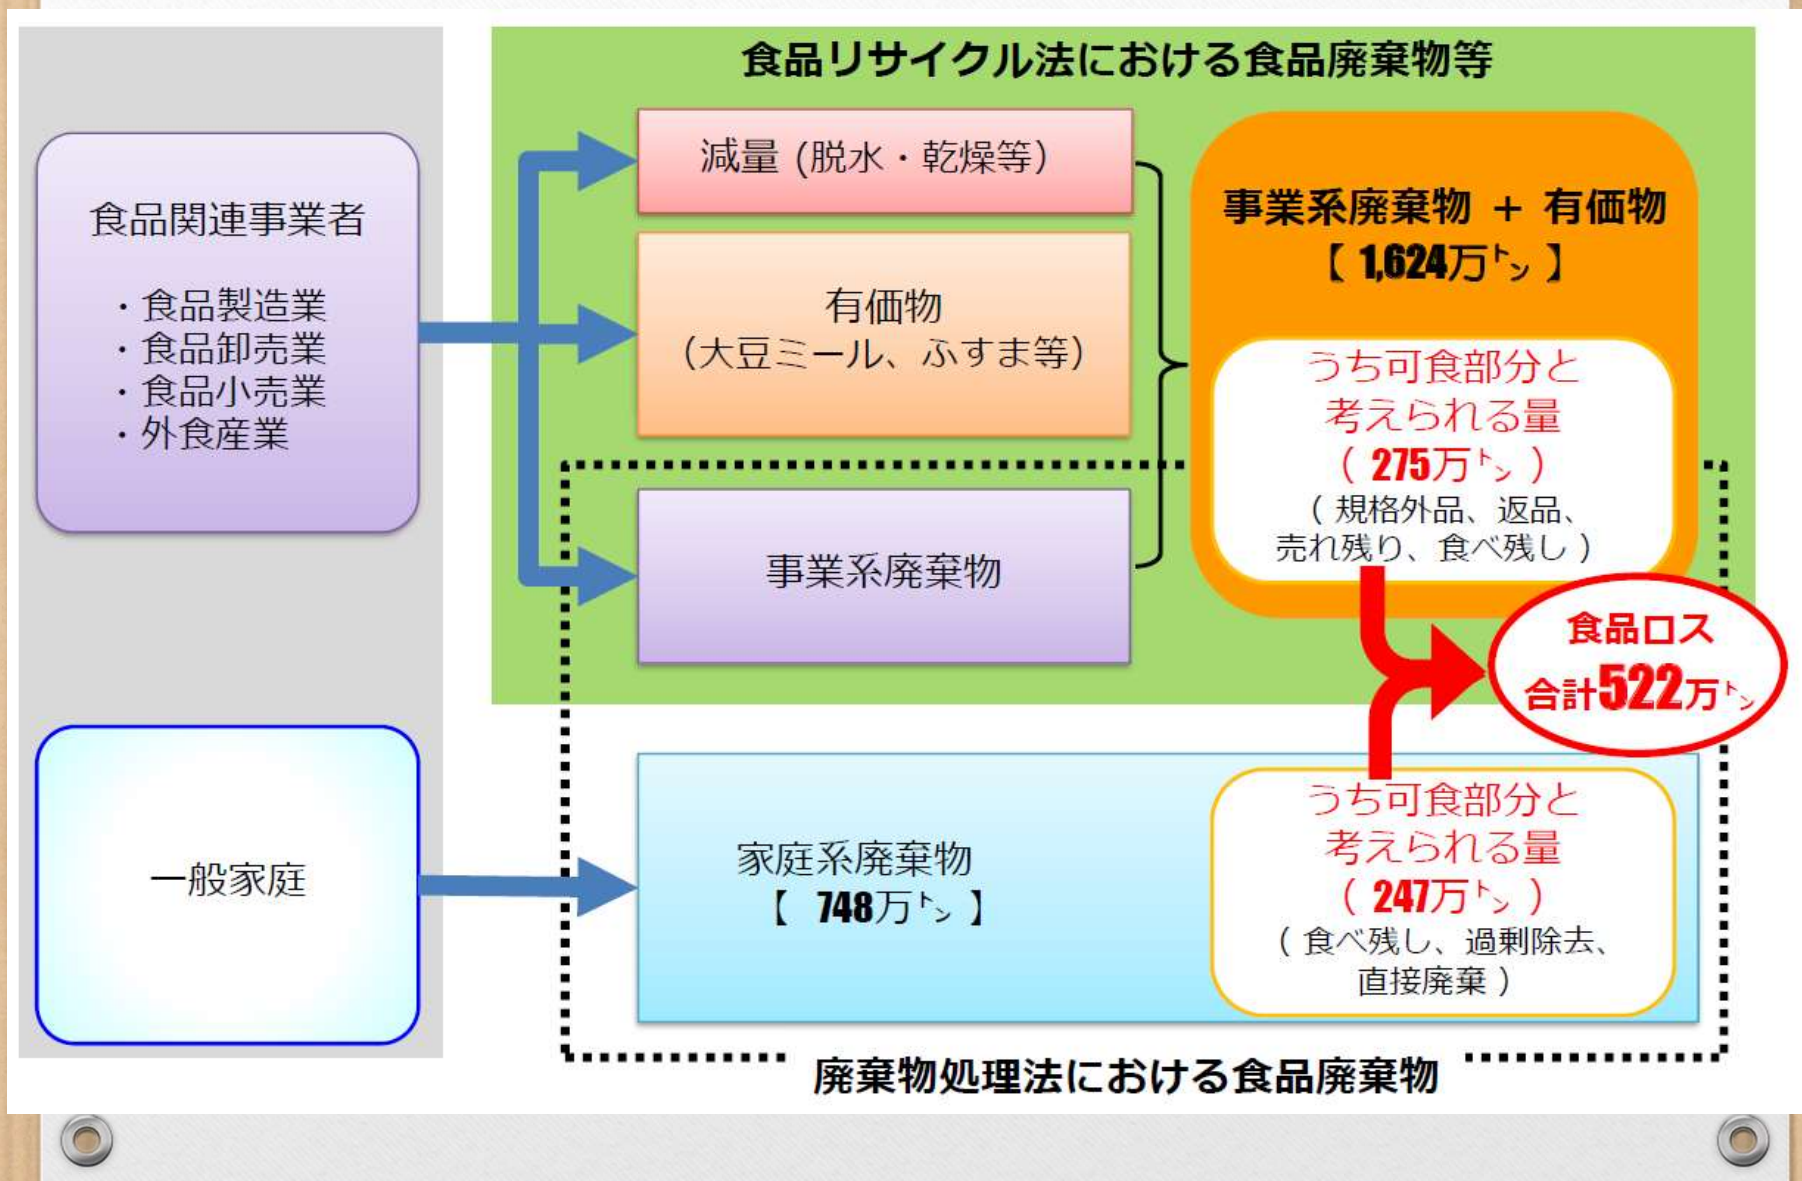 食品リサイクル法における食品廃棄物等
食品関連事業者
・食品製造業
・食品卸売業
・食品小売業
・外食産業
減量 (脱水・乾燥等)
有価物
(大豆ミール、ふすま等)
事業系廃棄物
事業系廃棄物 + 有価物
【 1,624万トン 】
うち可食部分と
考えられる量
( 275万トン )
( 規格外品、返品、
売れ残り、食べ残し )
食品ロス
合計522万トン
一般家庭
家庭系廃棄物
【 748万トン 】
うち可食部分と
考えられる量
( 247万トン )
( 食べ残し、過剰除去、
直接廃棄 )
廃棄物処理法における食品廃棄物